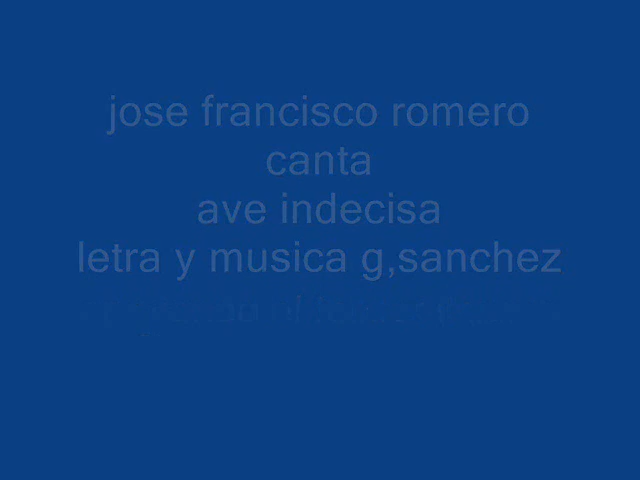 jose francisco romero
canta
ave indecisa
letra y musica g,sanchez